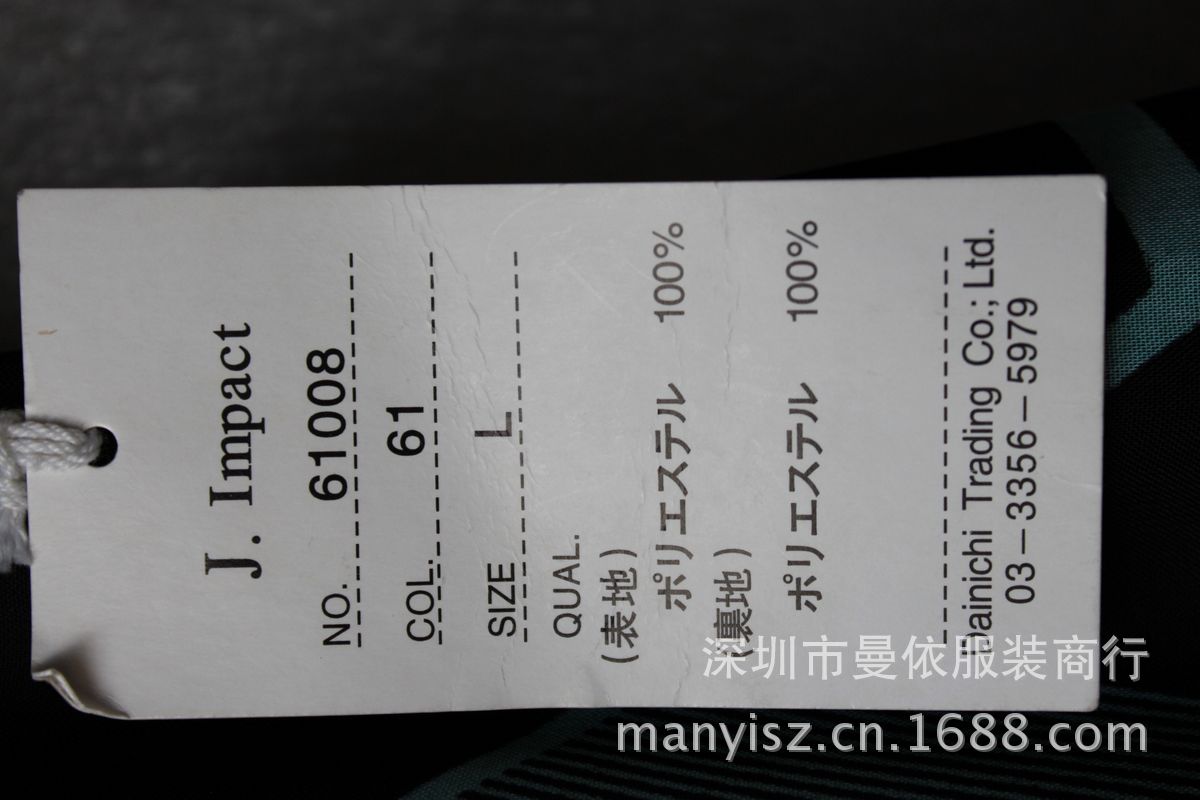 J. Impact
NO. 61008
COL. 61
SIZE L
QUAL.
(表地)
ポリエステル 100%
(裏地)
ポリエステル 100%
Dainichi Trading Co.; Ltd.
03-3356-5979
深圳市曼依服装商行
manyisz.cn.1688.com